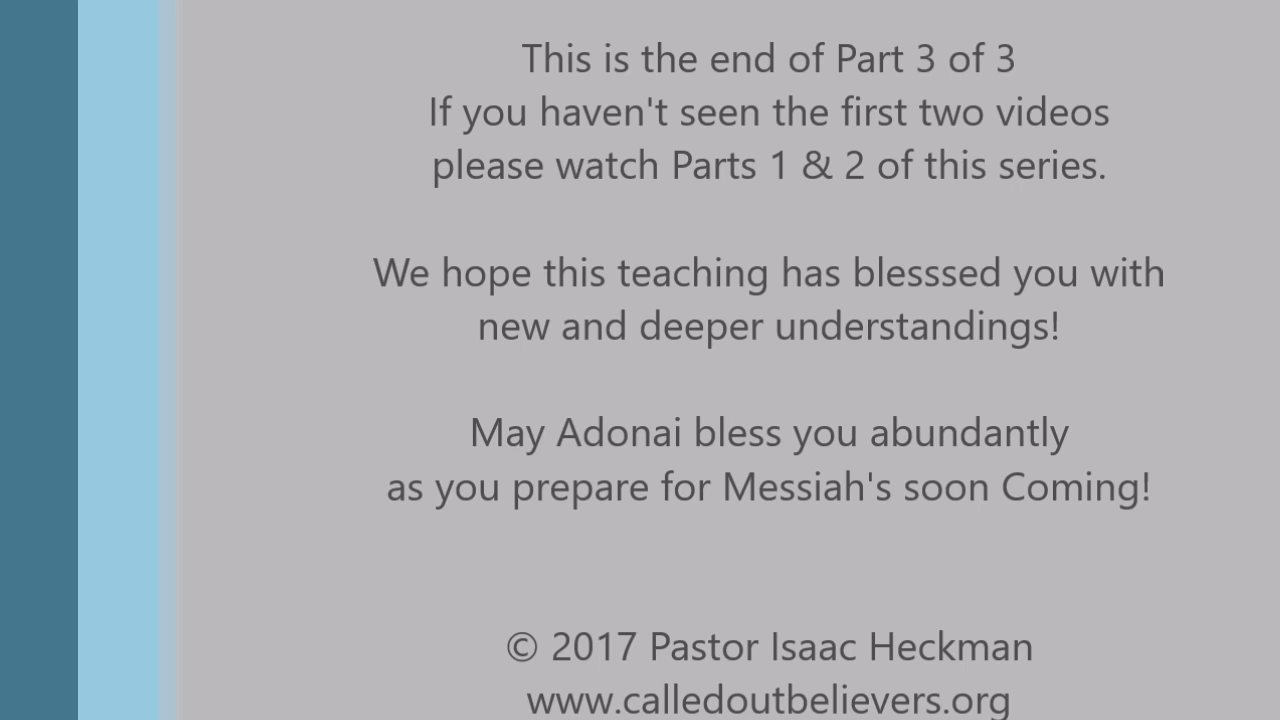 This is the end of Part 3 of 3
If you haven't seen the first two videos
please watch Parts 1 & 2 of this series.
We hope this teaching has blesssed you with
new and deeper understandings!
May Adonai bless you abundantly
as you prepare for Messiah's soon Coming!
© 2017 Pastor Isaac Heckman
www.calledoutbelievers.org